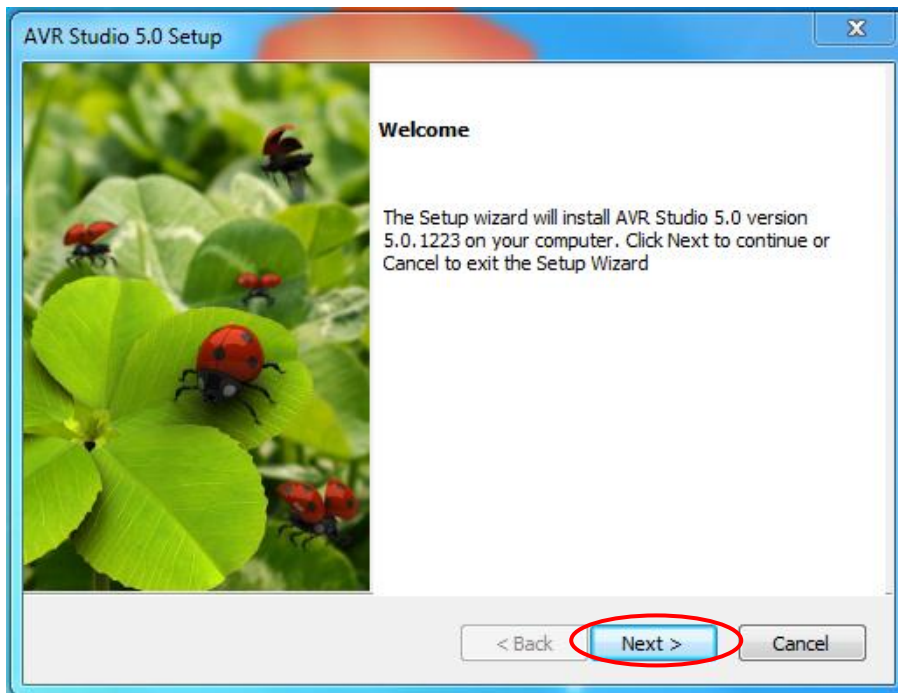 AVR Studio 5.0 Setup
Welcome
The Setup wizard will install AVR Studio 5.0 version
5.0.1223 on your computer. Click Next to continue or
Cancel to exit the Setup Wizard
< Back Next > Cancel